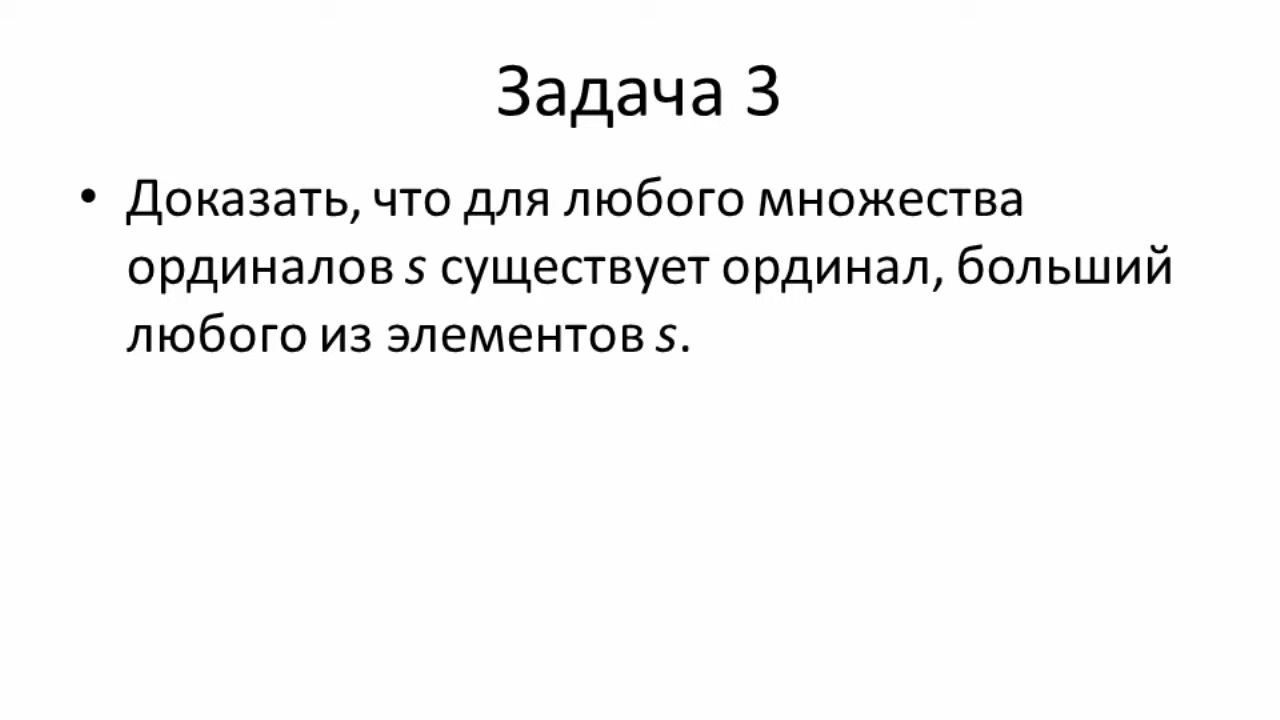 Задача 3
• Доказать, что для любого множества
ординалов s существует ординал, больший
любого из элементов s.